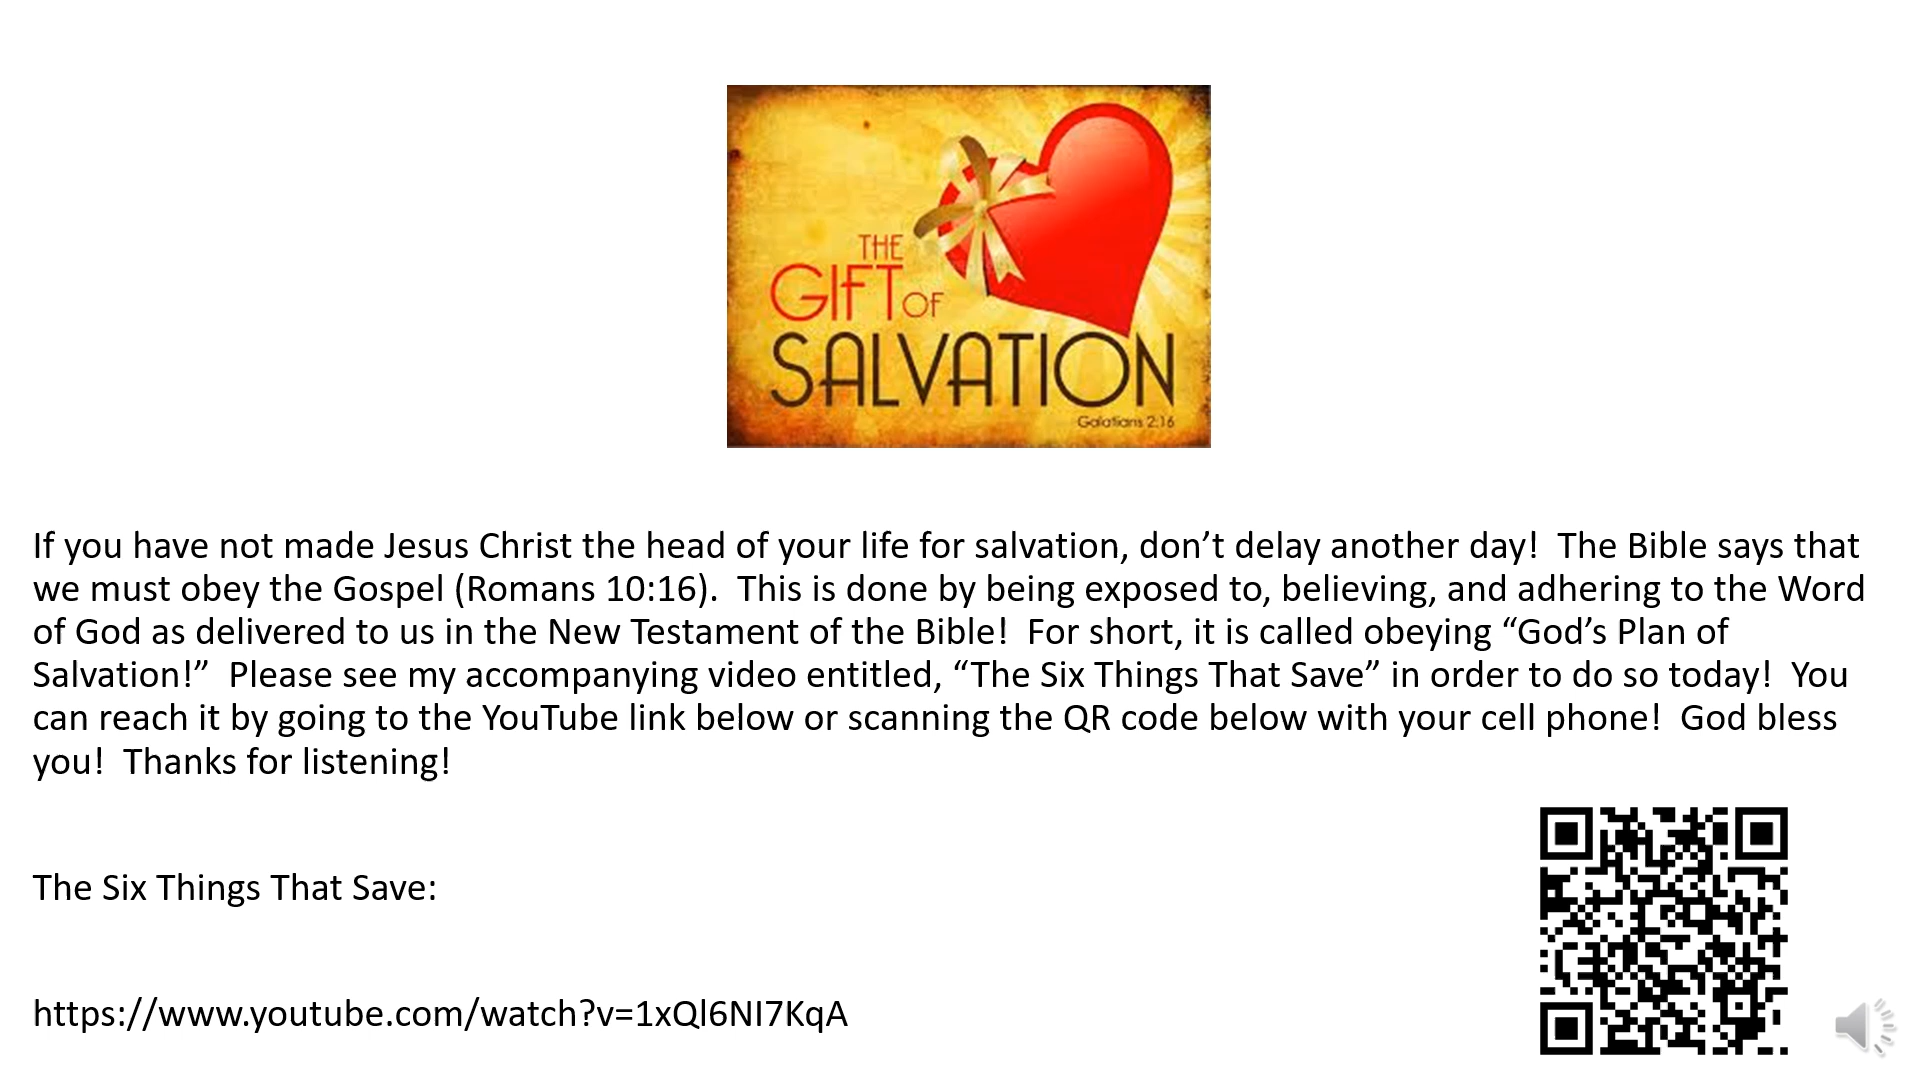 THE
GIFT OF
SALVATION
Galatians 2:16
If you have not made Jesus Christ the head of your life for salvation, don’t delay another day!  The Bible says that
we must obey the Gospel (Romans 10:16).  This is done by being exposed to, believing, and adhering to the Word
of God as delivered to us in the New Testament of the Bible!  For short, it is called obeying “God’s Plan of
Salvation!”  Please see my accompanying video entitled, “The Six Things That Save” in order to do so today!  You
can reach it by going to the YouTube link below or scanning the QR code below with your cell phone!  God bless
you!  Thanks for listening!
The Six Things That Save:
https://www.youtube.com/watch?v=1xQl6NI7KqA